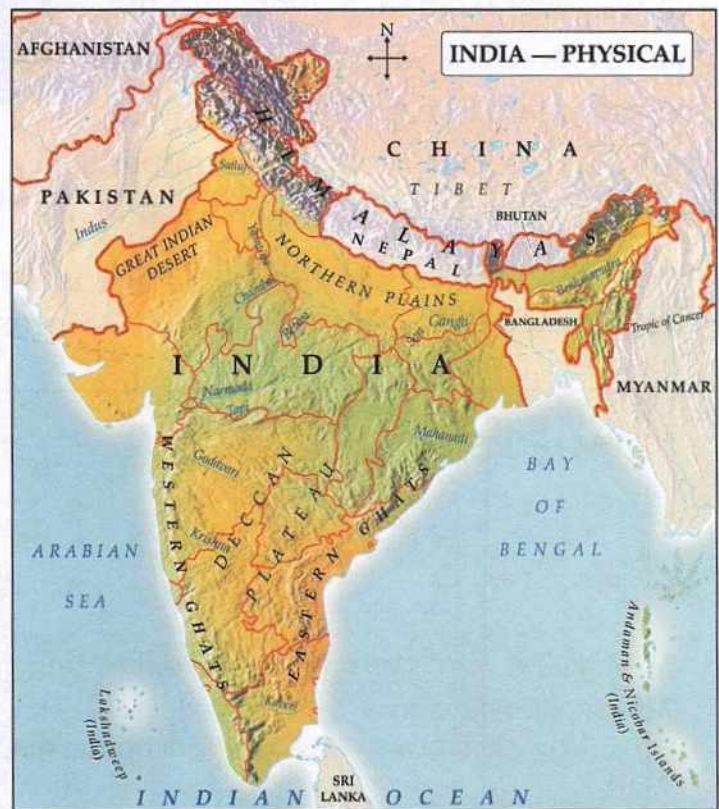 INDIA — PHYSICAL
N
AFGHANISTAN
HIMALAYAS
CHINA
TIBET
PAKISTAN
Indus
Satluj
BHUTAN
NEPAL
GREAT INDIAN
DESERT
Yamuna
NORTHERN PLAINS
Brahmaputra
Chambal
Betwa
Son
Ganga
BANGLADESH
Tropic of Cancer
INDIA
MYANMAR
Narmada
Tapi
Mahanadi
WESTERN GHATS
Godavari
DECCAN
PLATEAU
EASTERN GHATS
Krishna
Kaveri
BAY
OF
BENGAL
ARABIAN
SEA
Lakshadweep
(India)
Andaman & Nicobar Islands
(India)
SRI
LANKA
INDIAN OCEAN